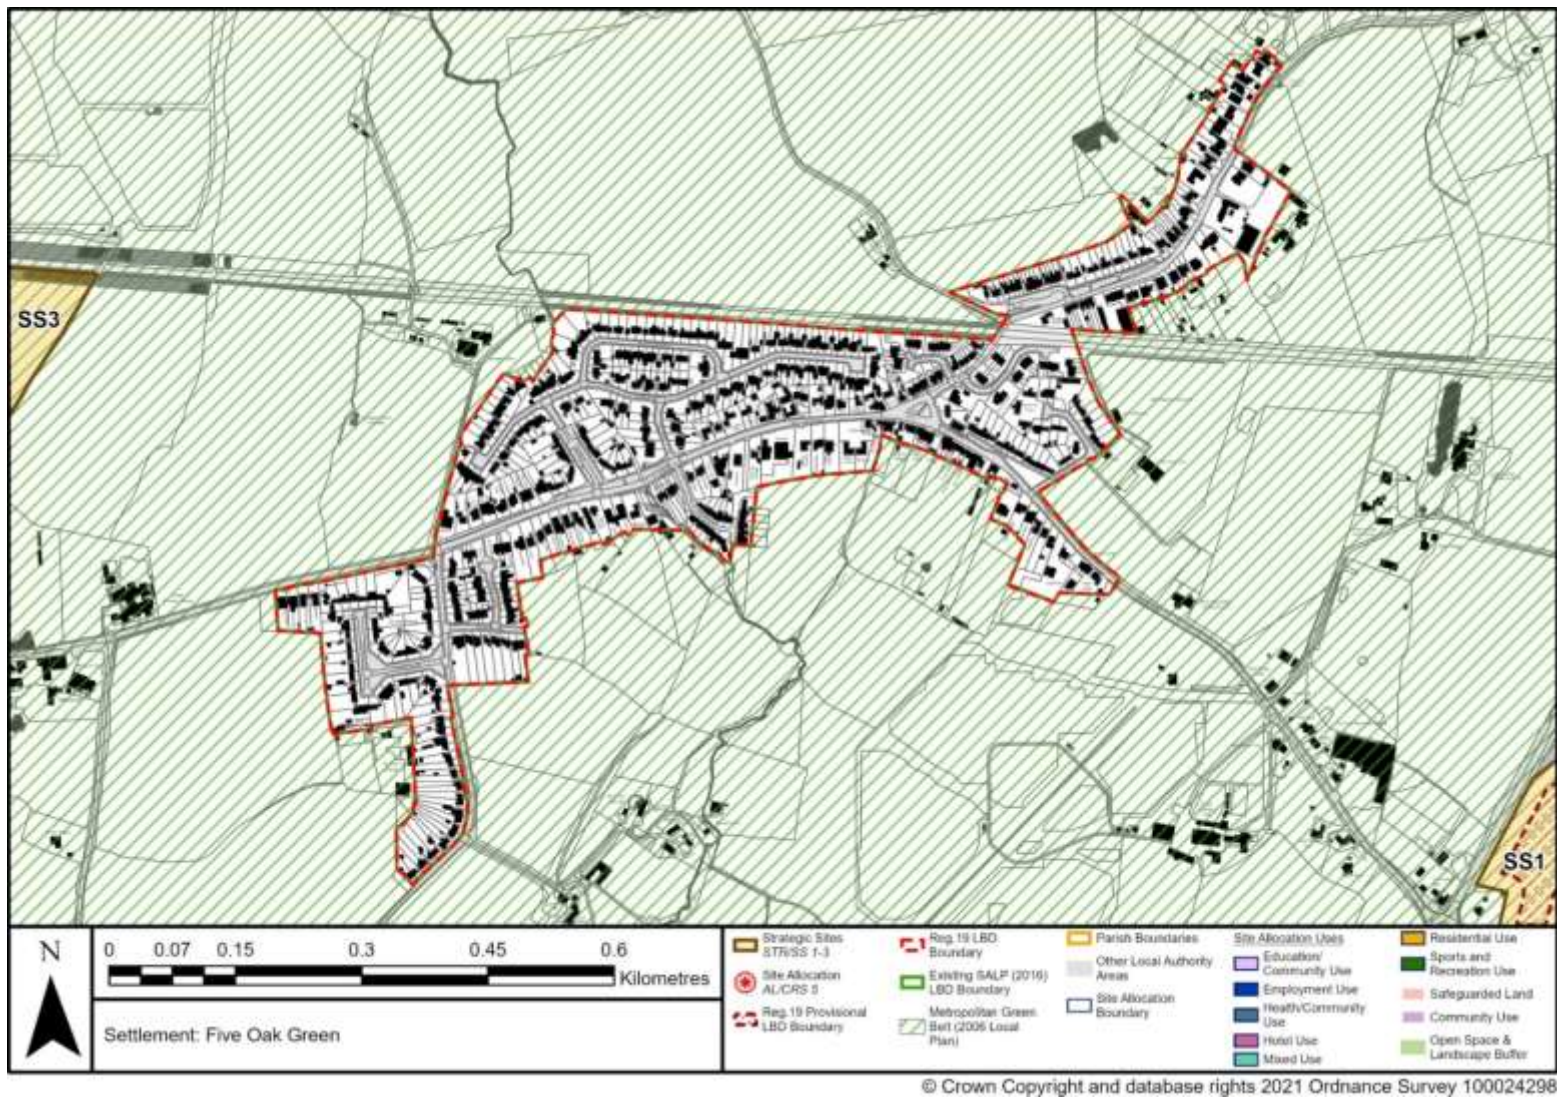 SS3
SS1
N
0 0.07 0.15 0.3 0.45 0.6
Kilometres
Settlement: Five Oak Green
Strategic Sites
STR/SS 1-3
Site Allocation
AL/CRS 5
Reg.19 Provisional
LBD Boundary
Reg.19 LBD
Boundary
Existing SALP (2016)
LBD Boundary
Metropolitan Green
Belt (2006 Local
Plan)
Parish Boundaries
Other Local Authority
Areas
Site Allocation
Boundary
Site Allocation Uses
Education/
Community Use
Employment Use
Health/Community
Use
Hotel Use
Mixed Use
Residential Use
Sports and
Recreation Use
Safeguarded Land
Community Use
Open Space &
Landscape Buffer
© Crown Copyright and database rights 2021 Ordnance Survey 100024298